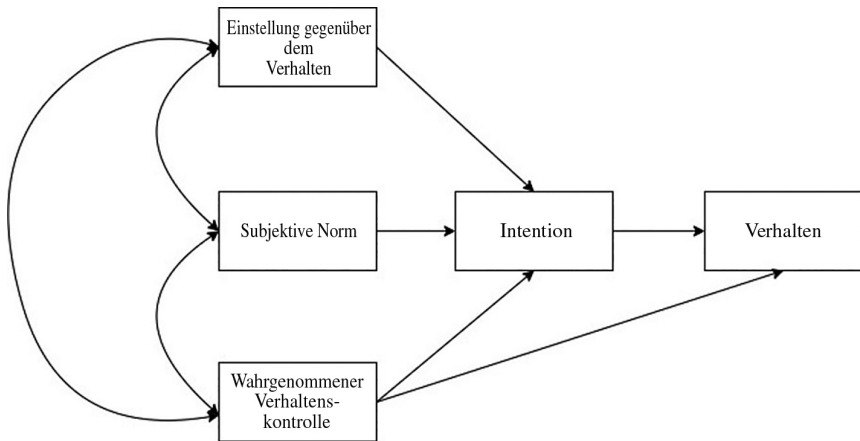 Einstellung gegenüber
dem
Verhalten
Subjektive Norm
Intention
Verhalten
Wahrgenommener
Verhaltens-
kontrolle